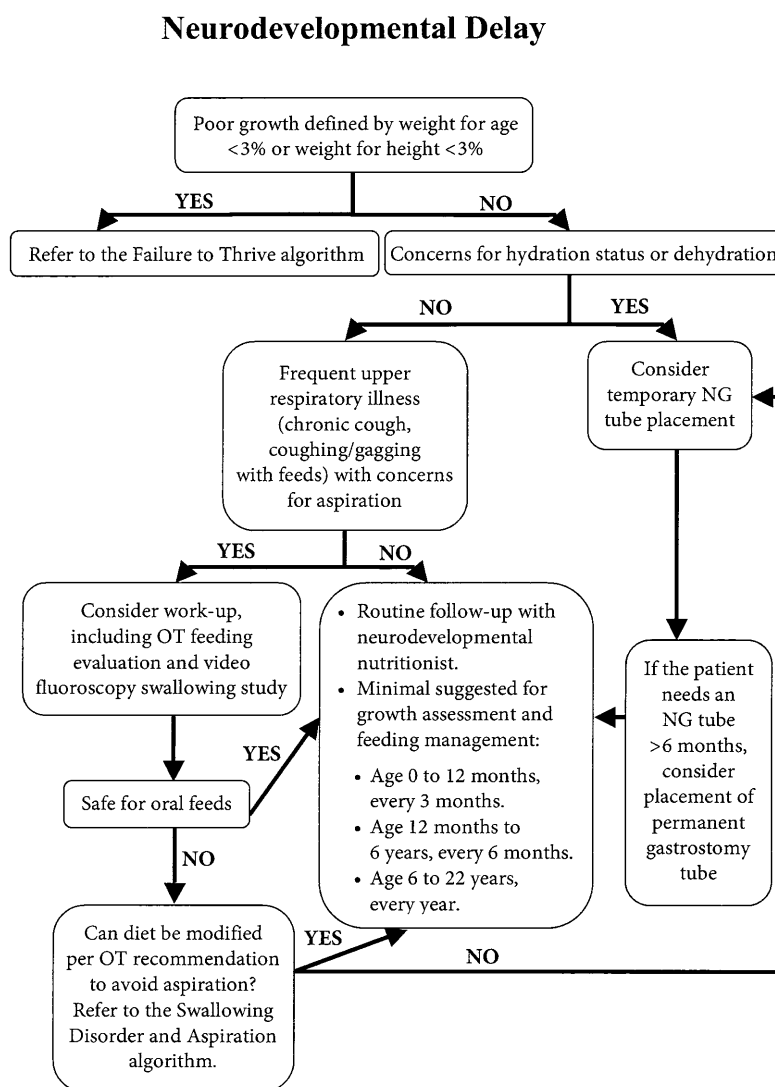 Neurodevelopmental Delay
Poor growth defined by weight for age
<3% or weight for height <3%
YES
NO
Refer to the Failure to Thrive algorithm
Concerns for hydration status or dehydration
NO
YES
Frequent upper
respiratory illness
(chronic cough,
coughing/gagging
with feeds) with concerns
for aspiration
Consider
temporary NG
tube placement
YES
NO
Consider work-up,
including OT feeding
evaluation and video
fluoroscopy swallowing study
• Routine follow-up with
neurodevelopmental
nutritionist.
• Minimal suggested for
growth assessment and
feeding management:
• Age 0 to 12 months,
every 3 months.
• Age 12 months to
6 years, every 6 months.
• Age 6 to 22 years,
every year.
If the patient
needs an
NG tube
>6 months,
consider
placement of
permanent
gastrostomy
tube
YES
Safe for oral feeds
NO
Can diet be modified
per OT recommendation
to avoid aspiration?
Refer to the Swallowing
Disorder and Aspiration
algorithm.
YES
NO